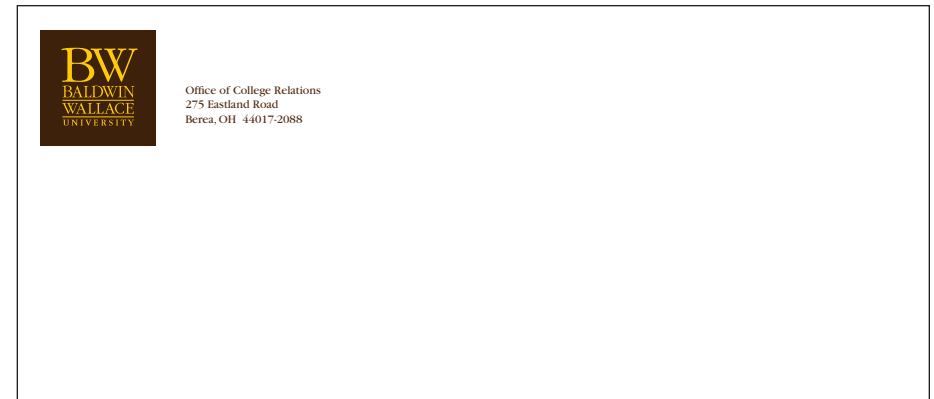 BW
BALDWIN
WALLACE
UNIVERSITY
Office of College Relations
275 Eastland Road
Berea, OH  44017-2088